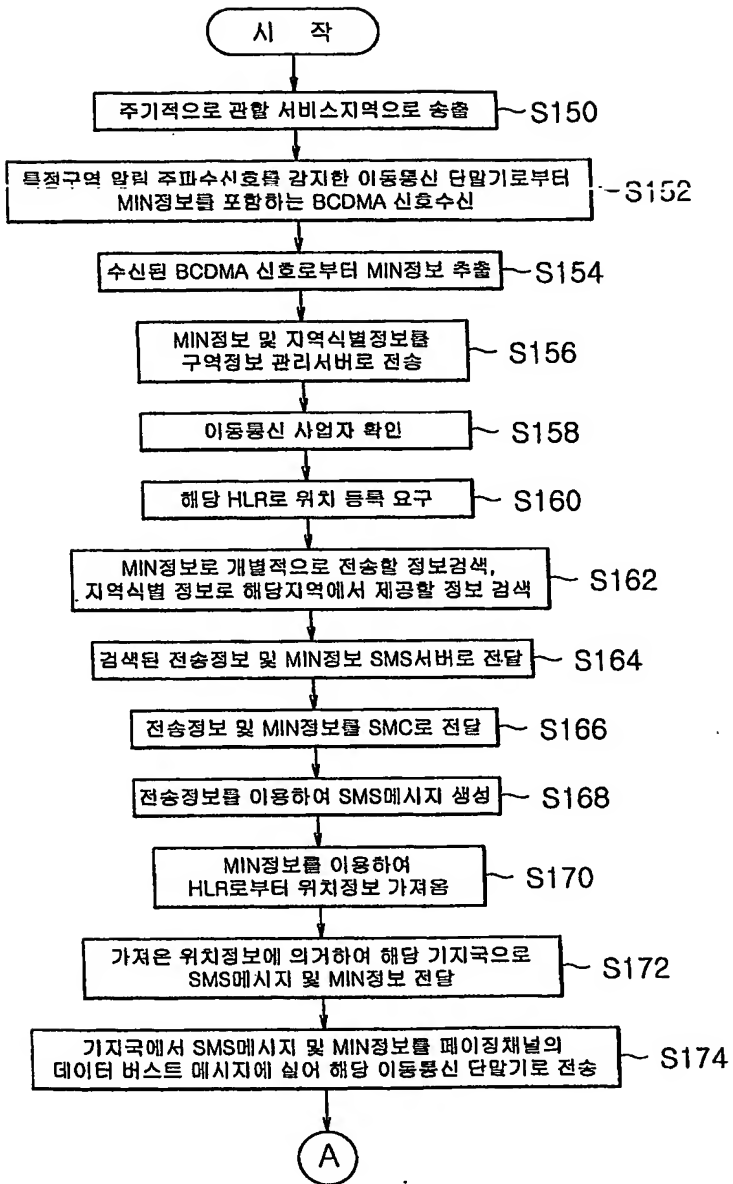 시 작
주기적으로 관할 서비스지역으로 송출
S150
특정구역 알림 주파수신호를 감지한 이동통신 단말기로부터
MIN정보를 포함하는 BCDMA 신호수신
S152
수신된 BCDMA 신호로부터 MIN정보 추출
S154
MIN정보 및 지역식별정보를
구역정보 관리서버로 전송
S156
이동통신 사업자 확인
S158
해당 HLR로 위치 등록 요구
S160
MIN정보로 개별적으로 전송할 정보검색,
지역식별 정보로 해당지역에서 제공할 정보 검색
S162
검색된 전송정보 및 MIN정보 SMS서버로 전달
S164
전송정보 및 MIN정보를 SMC로 전달
S166
전송정보를 이용하여 SMS메시지 생성
S168
MIN정보를 이용하여
HLR로부터 위치정보 가져옴
S170
가져온 위치정보에 의거하여 해당 기지국으로
SMS메시지 및 MIN정보 전달
S172
기지국에서 SMS메시지 및 MIN정보를 페이징채널의
데이터 버스트 메시지에 실어 해당 이동통신 단말기로 전송
S174
A